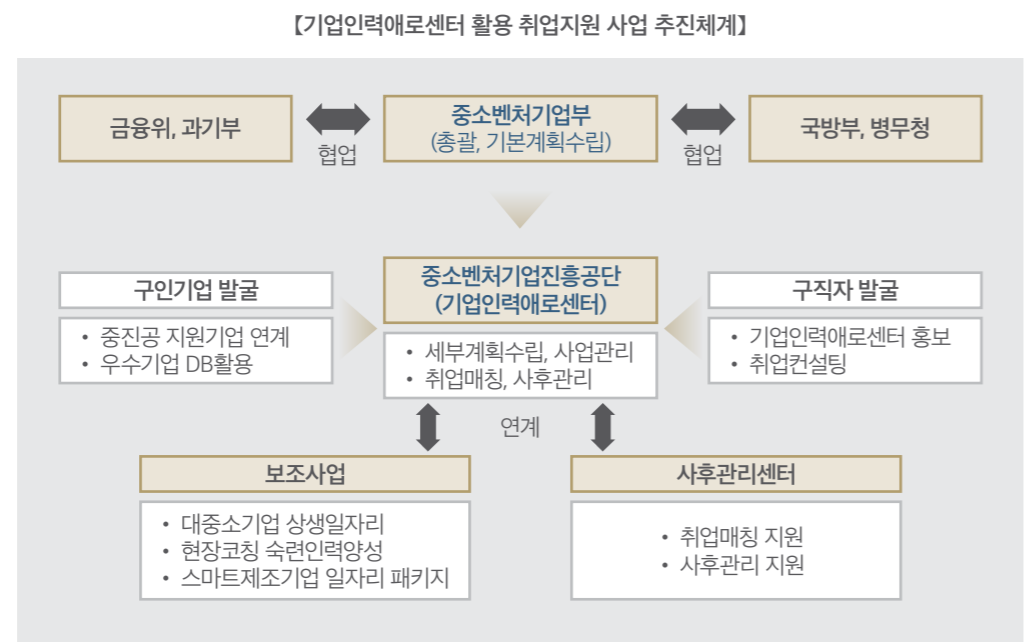 【기업인력애로센터 활용 취업지원 사업 추진체계】
금융위, 과기부
협업
중소벤처기업부
(총괄, 기본계획수립)
협업
국방부, 병무청
구인기업 발굴
• 중진공 지원기업 연계
• 우수기업 DB활용
중소벤처기업진흥공단
(기업인력애로센터)
• 세부계획수립, 사업관리
• 취업매칭, 사후관리
구직자 발굴
• 기업인력애로센터 홍보
• 취업컨설팅
연계
보조사업
• 대중소기업 상생일자리
• 현장코칭 숙련인력양성
• 스마트제조기업 일자리 패키지
사후관리센터
• 취업매칭 지원
• 사후관리 지원